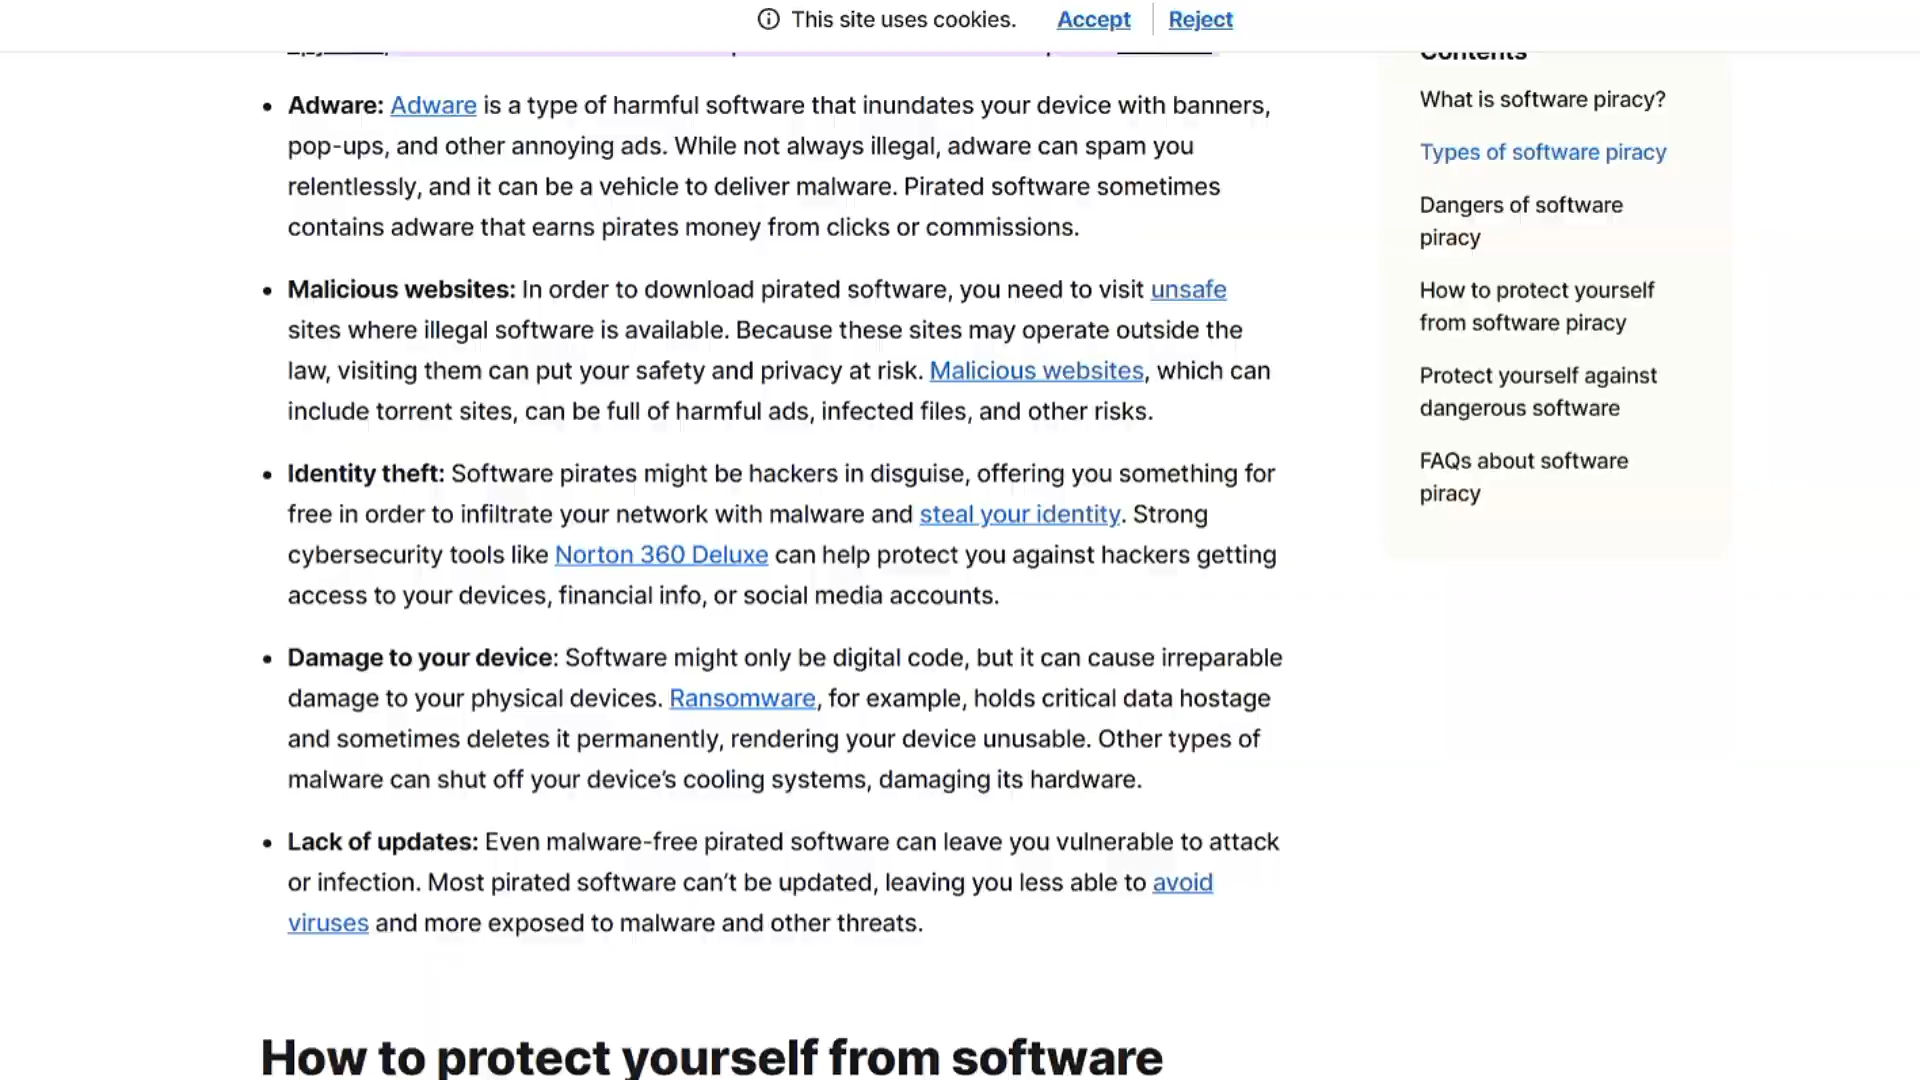 This site uses cookies. Accept Reject
Adware: Adware is a type of harmful software that inundates your device with banners,
pop-ups, and other annoying ads. While not always illegal, adware can spam you
relentlessly, and it can be a vehicle to deliver malware. Pirated software sometimes
contains adware that earns pirates money from clicks or commissions.
Malicious websites: In order to download pirated software, you need to visit unsafe
sites where illegal software is available. Because these sites may operate outside the
law, visiting them can put your safety and privacy at risk. Malicious websites, which can
include torrent sites, can be full of harmful ads, infected files, and other risks.
Identity theft: Software pirates might be hackers in disguise, offering you something for
free in order to infiltrate your network with malware and steal your identity. Strong
cybersecurity tools like Norton 360 Deluxe can help protect you against hackers getting
access to your devices, financial info, or social media accounts.
Damage to your device: Software might only be digital code, but it can cause irreparable
damage to your physical devices. Ransomware, for example, holds critical data hostage
and sometimes deletes it permanently, rendering your device unusable. Other types of
malware can shut off your device’s cooling systems, damaging its hardware.
Lack of updates: Even malware-free pirated software can leave you vulnerable to attack
or infection. Most pirated software can’t be updated, leaving you less able to avoid
viruses and more exposed to malware and other threats.
How to protect yourself from software
Contents
What is software piracy?
Types of software piracy
Dangers of software
piracy
How to protect yourself
from software piracy
Protect yourself against
dangerous software
FAQs about software
piracy